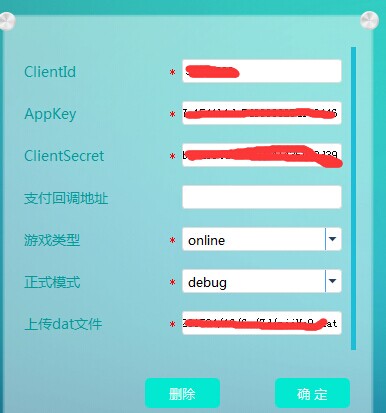 ClientId *
AppKey *
ClientSecret *
支付回调地址
游戏类型 * online
正式模式 * debug
上传dat文件 *
删除 确 定